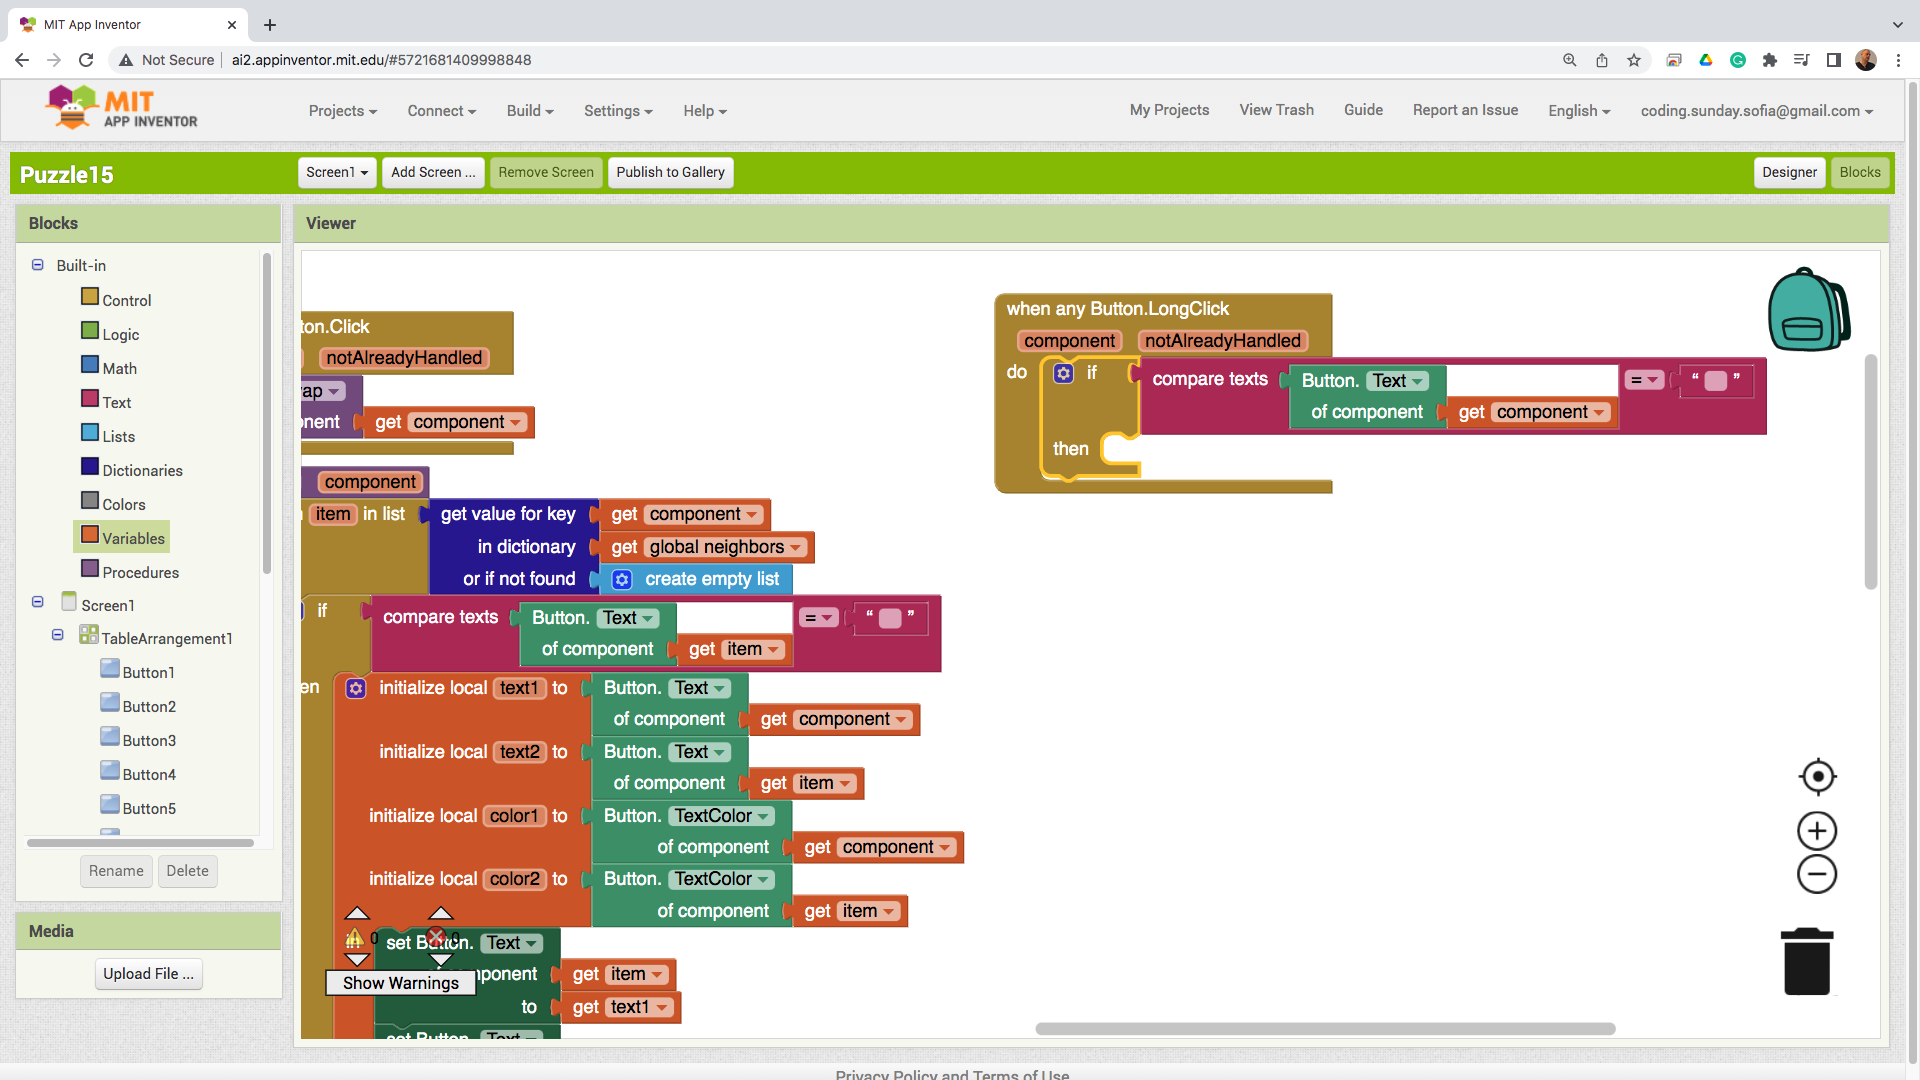 MIT App Inventor
Not Secure
ai2.appinventor.mit.edu/#5721681409998848
MIT
APP INVENTOR
Projects
Connect
Build
Settings
Help
My Projects
View Trash
Guide
Report an Issue
English
coding.sunday.sofia@gmail.com
Puzzle15
Screen1
Add Screen ...
Remove Screen
Publish to Gallery
Designer
Blocks
Blocks
Built-in
Control
Logic
Math
Text
Lists
Dictionaries
Colors
Variables
Procedures
Screen1
TableArrangement1
Button1
Button2
Button3
Button4
Button5
Rename
Delete
Media
Upload File ...
Viewer
ton.Click
notAlreadyHandled
ap
nent get component
component
item in list get value for key get component
in dictionary get global neighbors
or if not found create empty list
if compare texts Button. Text = “ ”
of component get item
en initialize local text1 to Button. Text
of component get component
initialize local text2 to Button. Text
of component get item
initialize local color1 to Button. TextColor
of component get component
initialize local color2 to Button. TextColor
of component get item
set Button. Text
mponent get item
to get text1
set Button. Text
0
0
Show Warnings
when any Button.LongClick
component notAlreadyHandled
do if compare texts Button. Text = “ ”
of component get component
then
Privacy Policy and Terms of Use